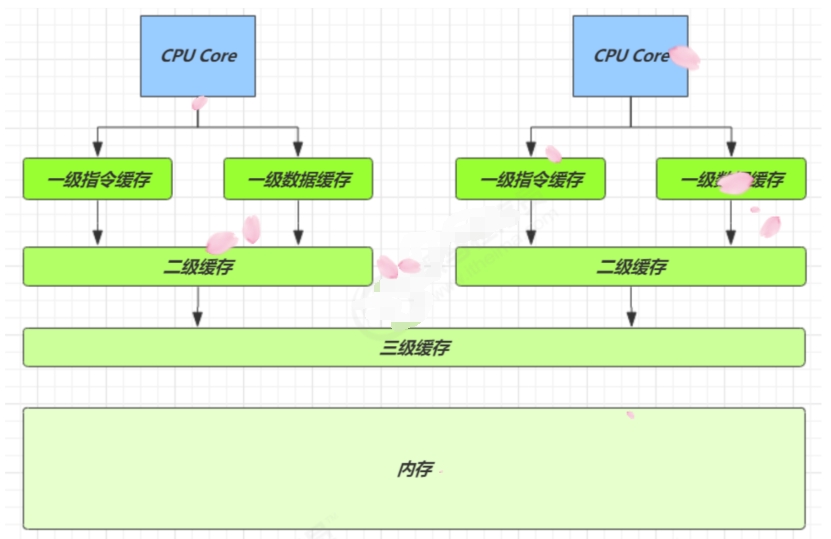 CPU Core
CPU Core
一级指令缓存
一级数据缓存
一级指令缓存
一级 缓存
二级缓存
二级缓存
三级缓存
内存